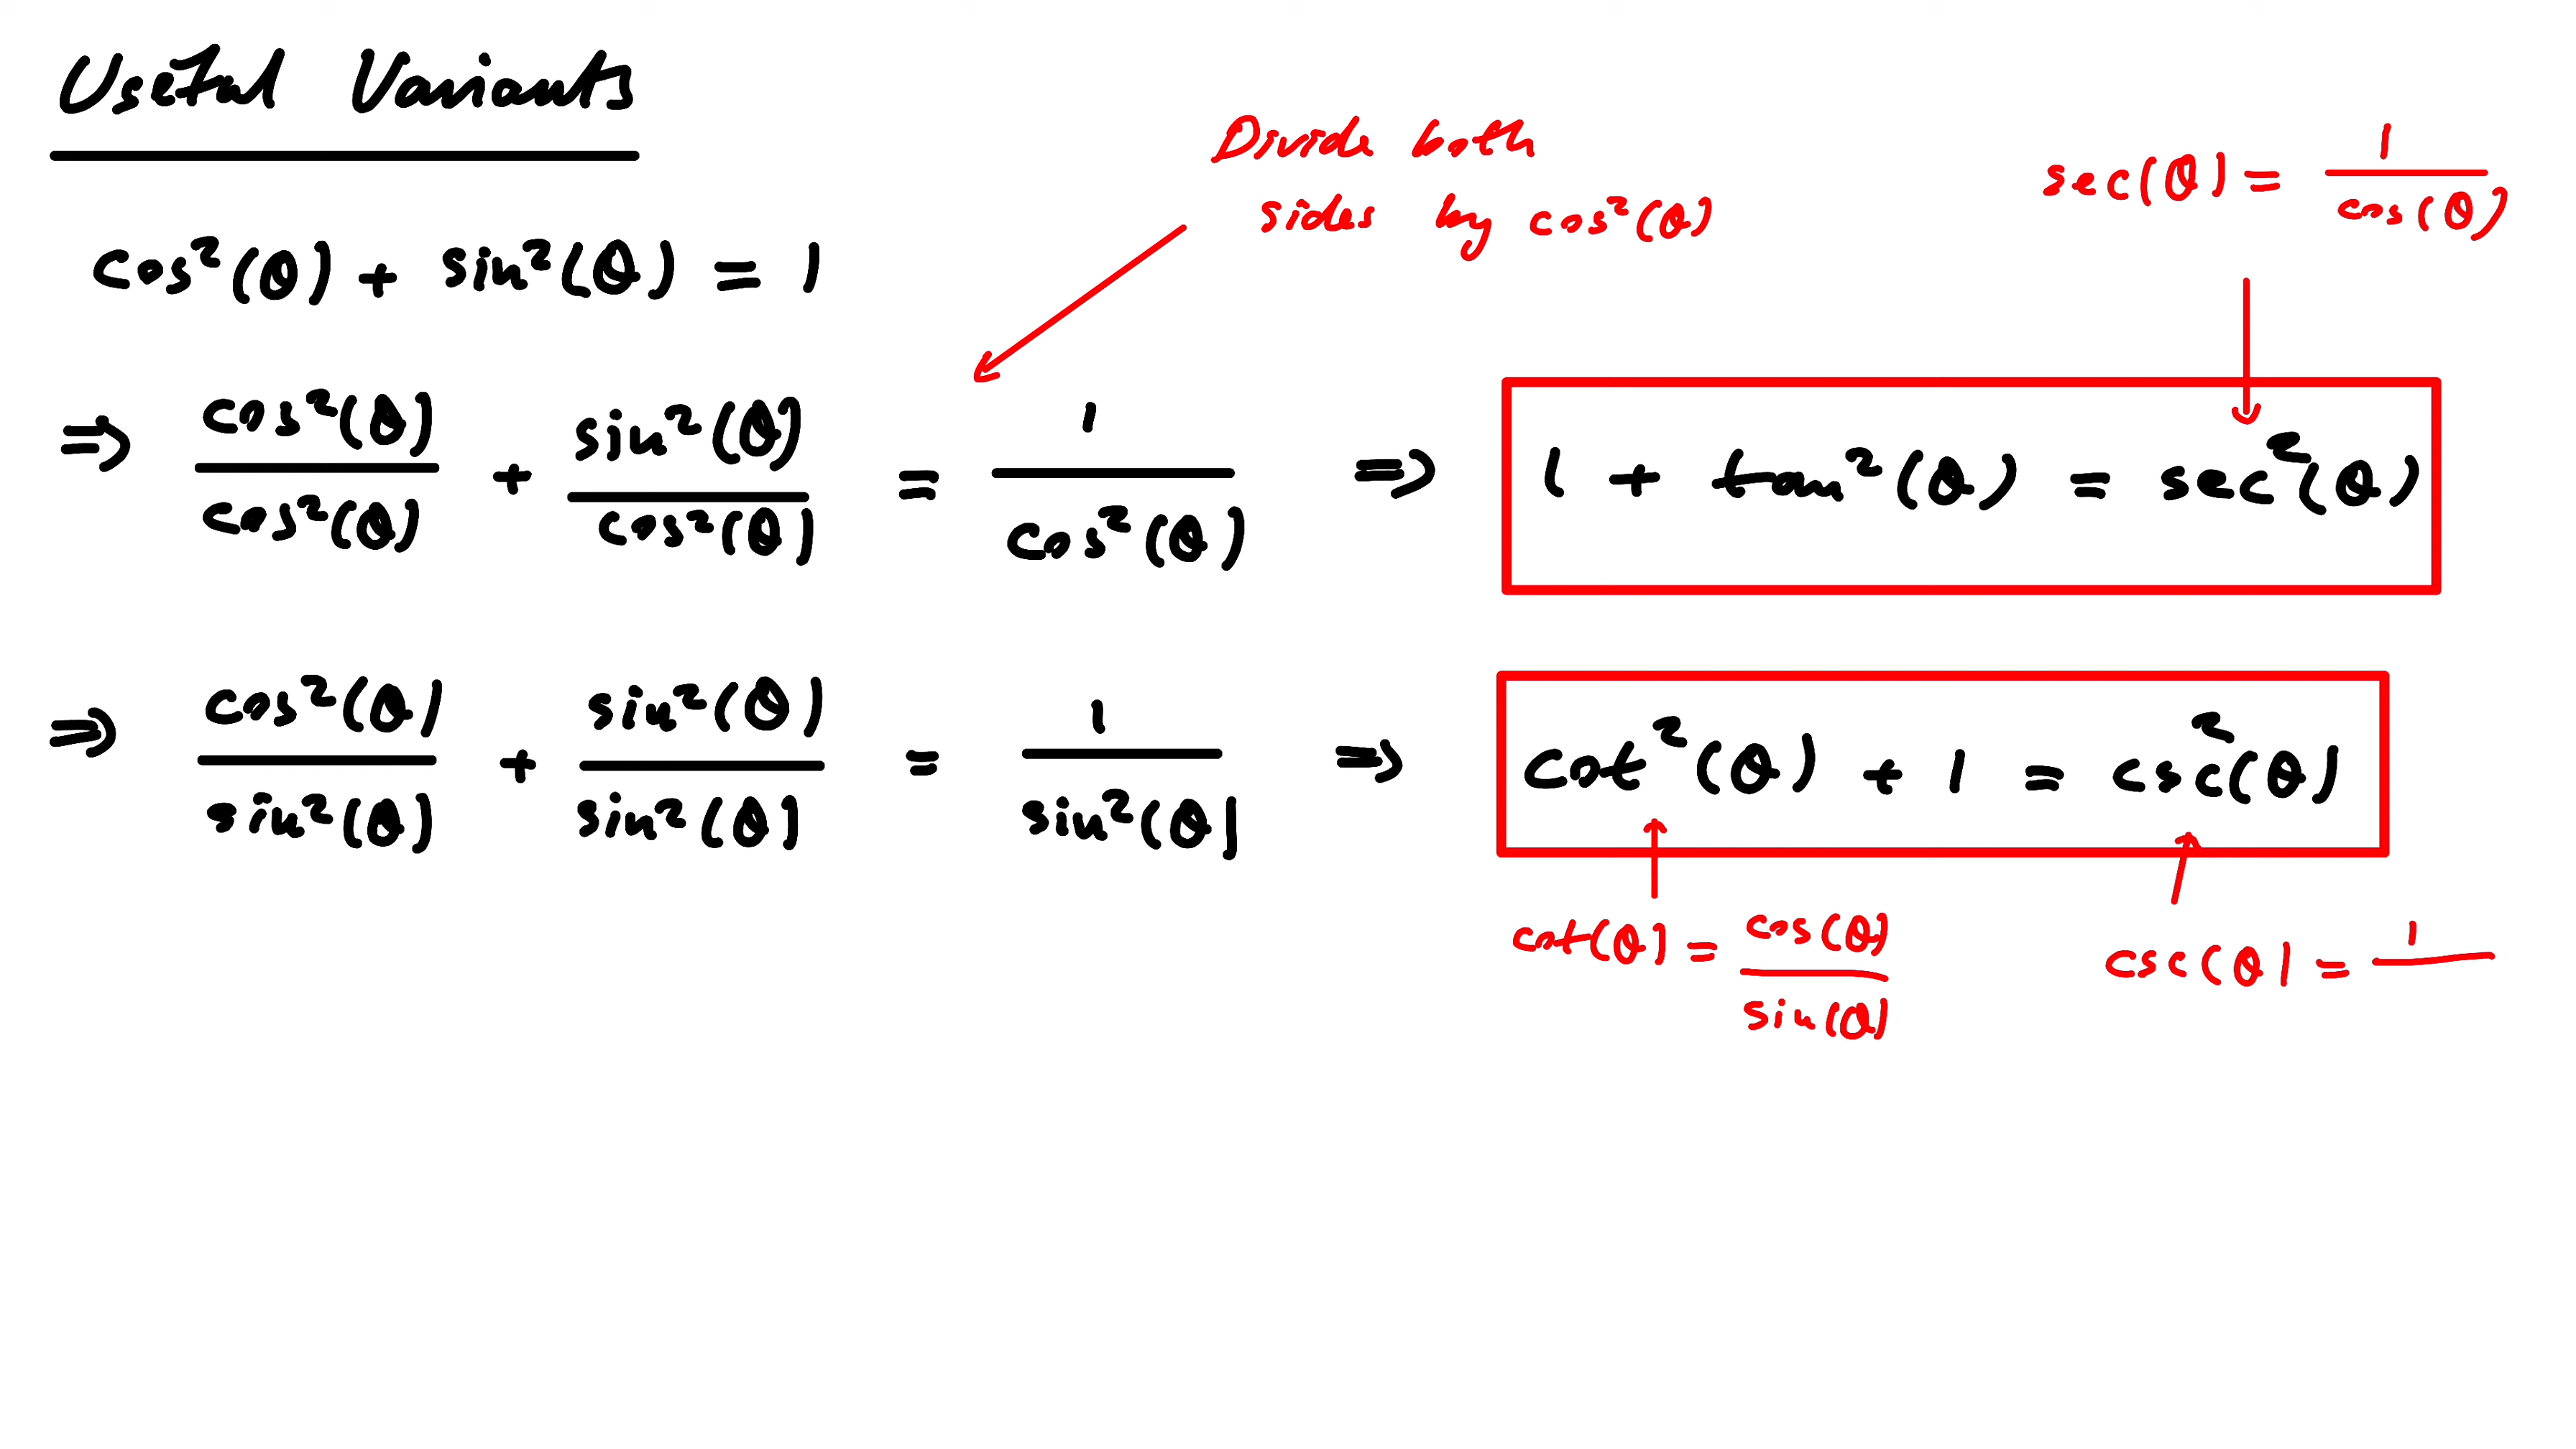 Useful Variants
Divide both
sides by cos²(θ)
sec(θ) = 1/cos(θ)
cos²(θ) + sin²(θ) = 1
⇒ cos²(θ)/cos²(θ) + sin²(θ)/cos²(θ) = 1/cos²(θ) ⇒ 1 + tan²(θ) = sec²(θ)
⇒ cos²(θ)/sin²(θ) + sin²(θ)/sin²(θ) = 1/sin²(θ) ⇒ cot²(θ) + 1 = csc²(θ)
cot(θ) = cos(θ)/sin(θ)
csc(θ) = 1/